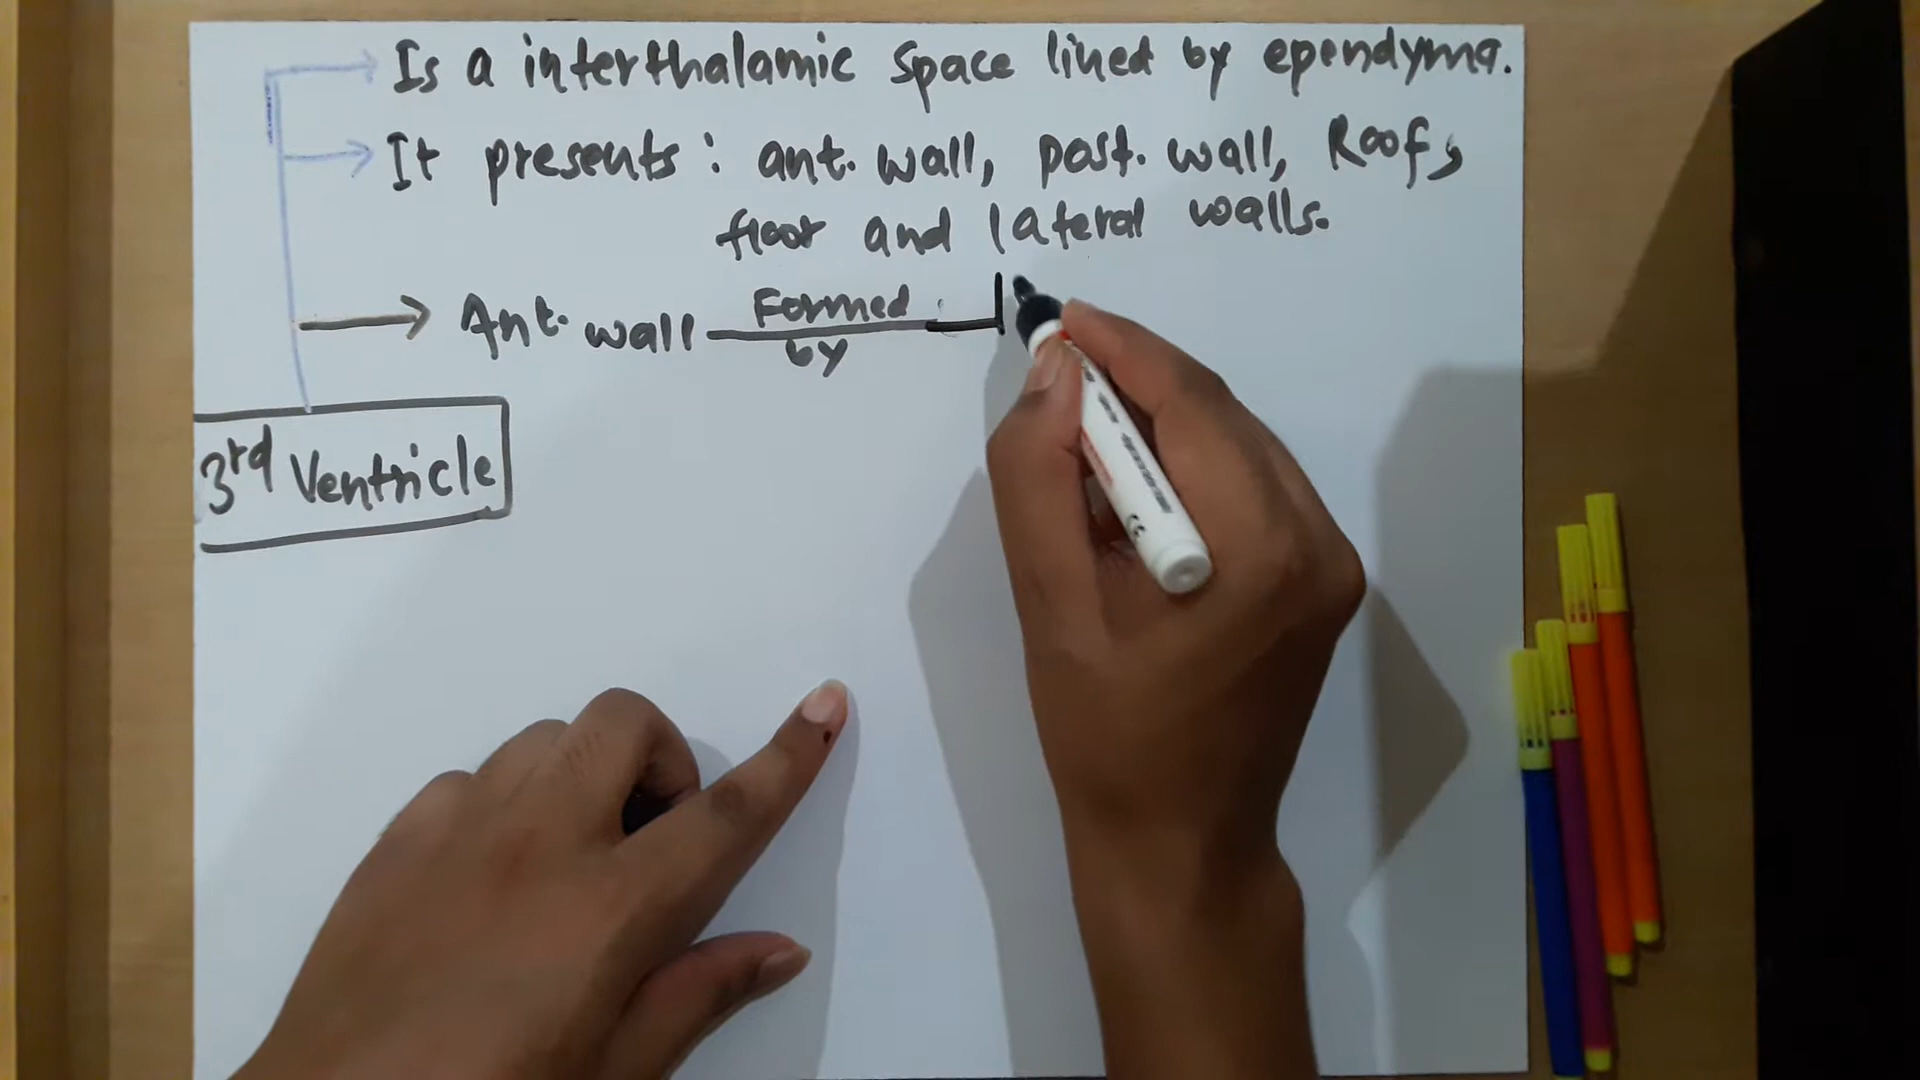 Is a interthalamic space lined by ependyma.
It presents: ant. wall, post. wall, Roof,
floor and lateral walls.
Ant. wall Formed
by
3rd Ventricle
CE